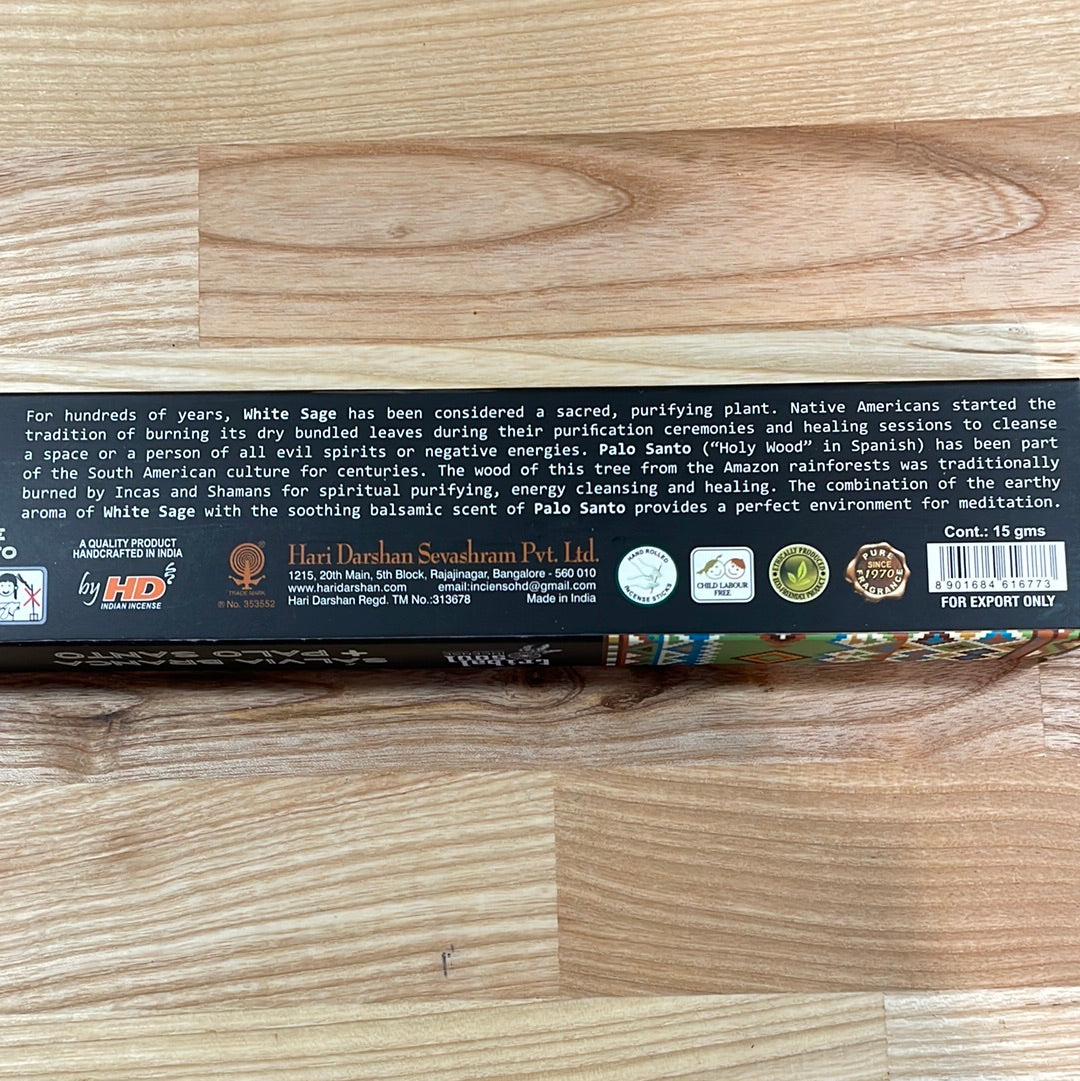 For hundreds of years, White Sage has been considered a sacred, purifying plant. Native Americans started the
tradition of burning its dry bundled leaves during their purification ceremonies and healing sessions to cleanse
a space or a person of all evil spirits or negative energies. Palo Santo (“Holy Wood” in Spanish) has been part
of the South American culture for centuries. The wood of this tree from the Amazon rainforests was traditionally
burned by Incas and Shamans for spiritual purifying, energy cleansing and healing. The combination of the earthy
aroma of White Sage with the soothing balsamic scent of Palo Santo provides a perfect environment for meditation.
A QUALITY PRODUCT
HANDCRAFTED IN INDIA
by HD
INDIAN INCENSE
TRADE MARK
® No. 353552
Hari Darshan Sevashram Pvt. Ltd.
1215, 20th Main, 5th Block, Rajajinagar, Bangalore - 560 010
www.haridarshan.com email:inciensohd@gmail.com
Hari Darshan Regd. TM No.:313678 Made in India
HAND ROLLED
INCENSE STICKS
CHILD LABOUR
FREE
ETHICALLY PRODUCED
PURE
SINCE
1970
FRAGRANCE
Cont.: 15 gms
8 901684 616773
FOR EXPORT ONLY
SALVIA BRANCA
+ PALO SANTO
tribal
soul